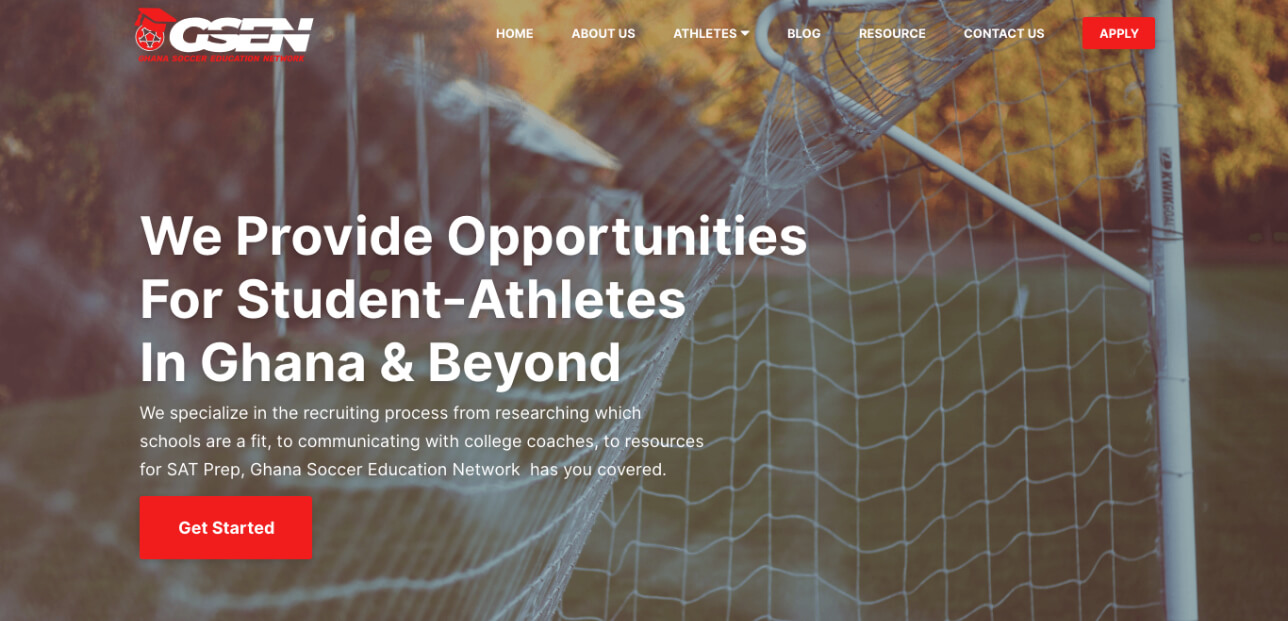 GSEN
GHANA SOCCER EDUCATION NETWORK
HOME
ABOUT US
ATHLETES
BLOG
RESOURCE
CONTACT US
APPLY
KWIKGOAL
We Provide Opportunities
For Student-Athletes
In Ghana & Beyond
We specialize in the recruiting process from researching which
schools are a fit, to communicating with college coaches, to resources
for SAT Prep, Ghana Soccer Education Network has you covered.
Get Started